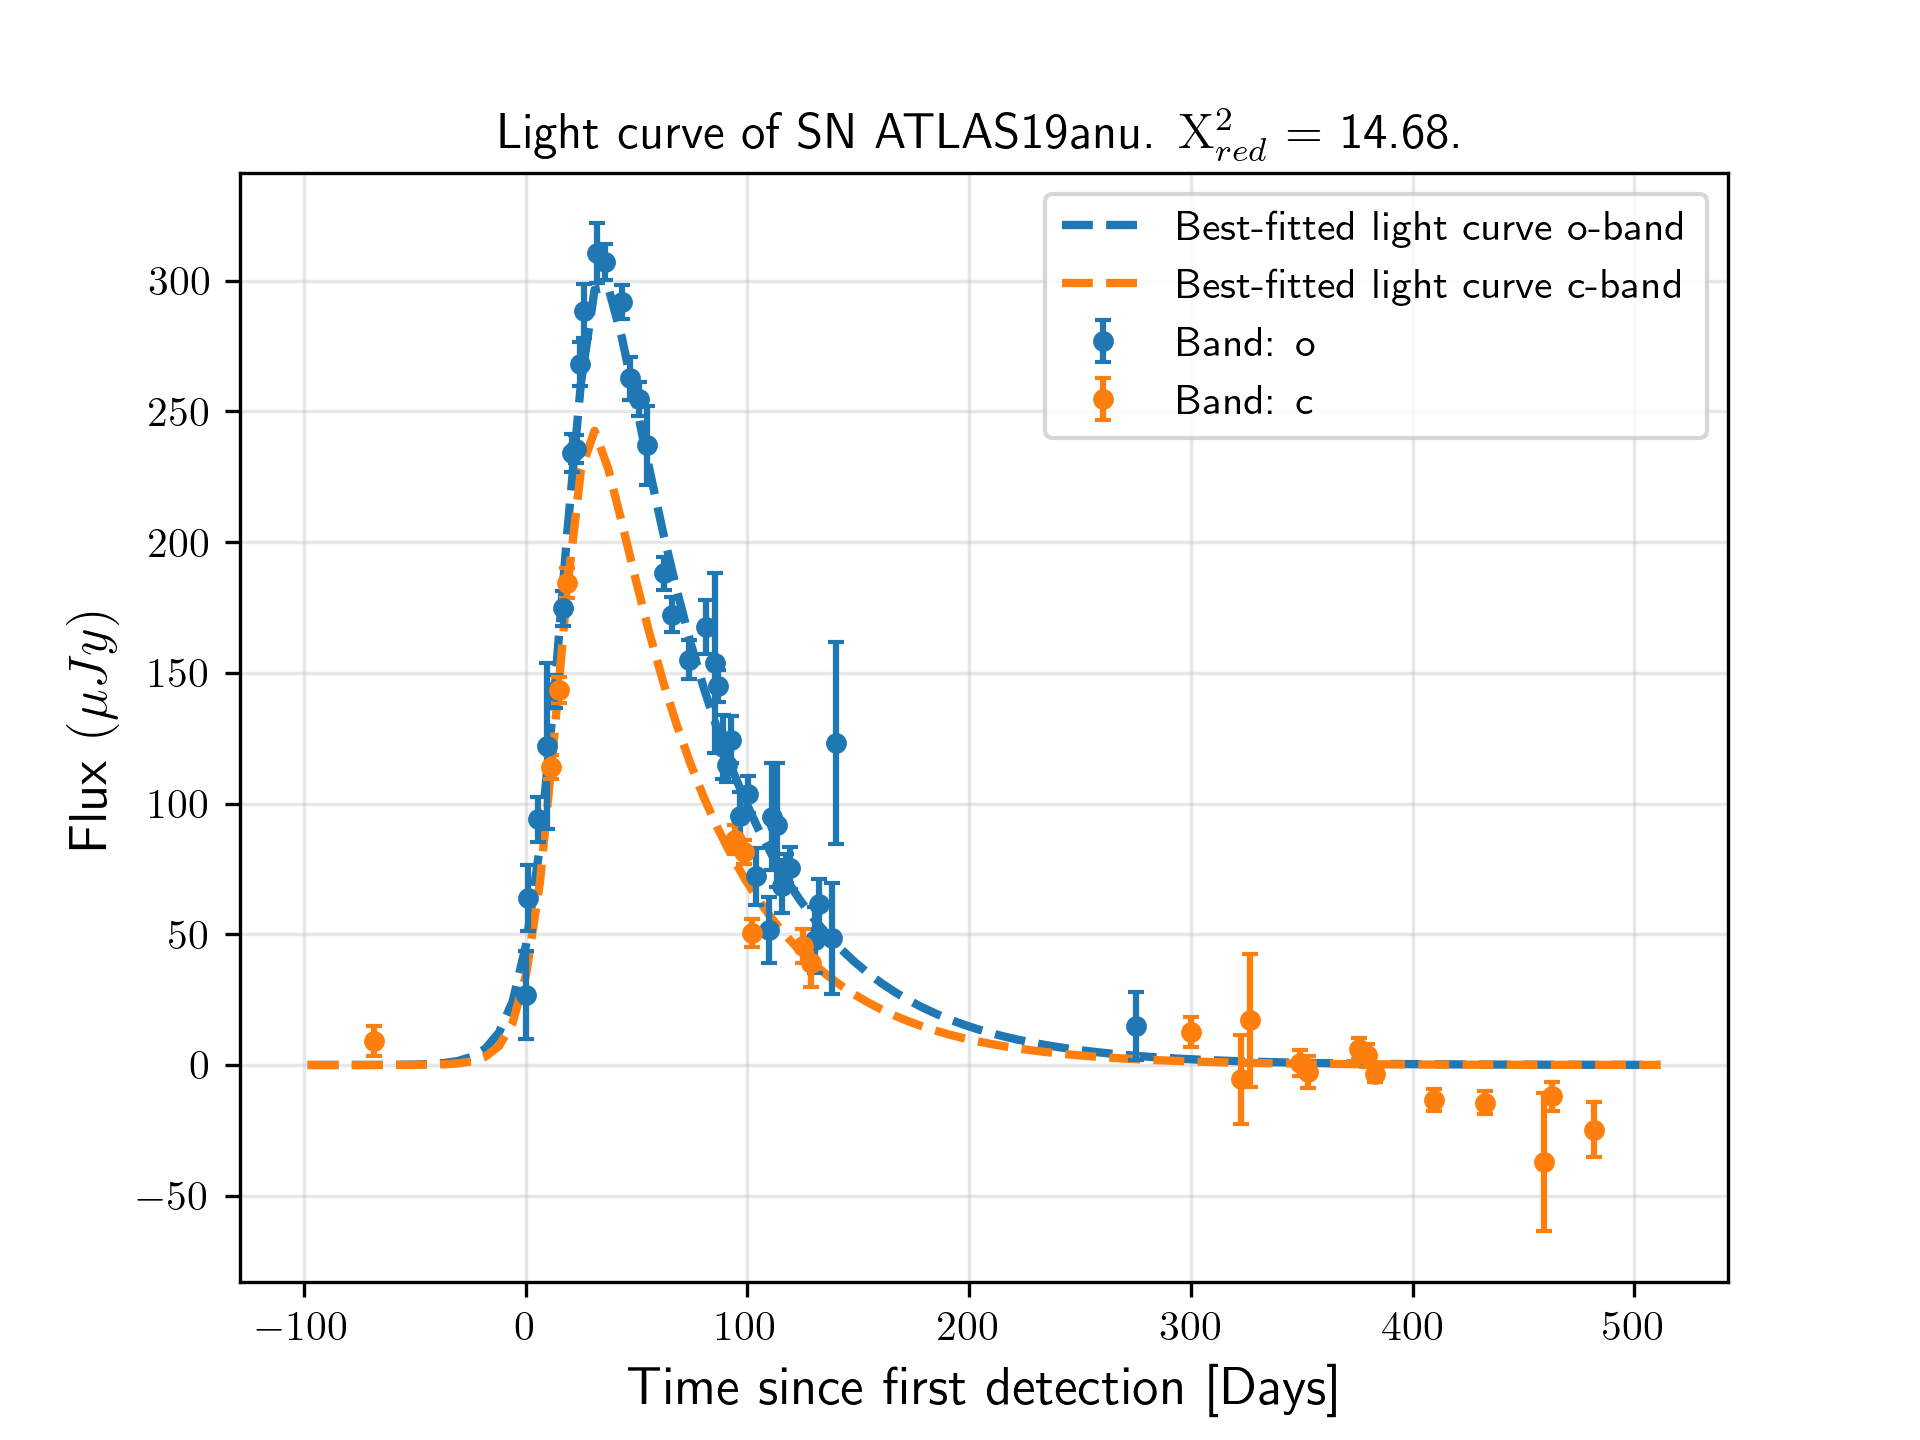 Light curve of SN ATLAS19anu. X²_red = 14.68.
Best-fitted light curve o-band
Best-fitted light curve c-band
Band: o
Band: c
300
250
200
150
100
50
0
−50
Flux (μJy)
−100 0 100 200 300 400 500
Time since first detection [Days]